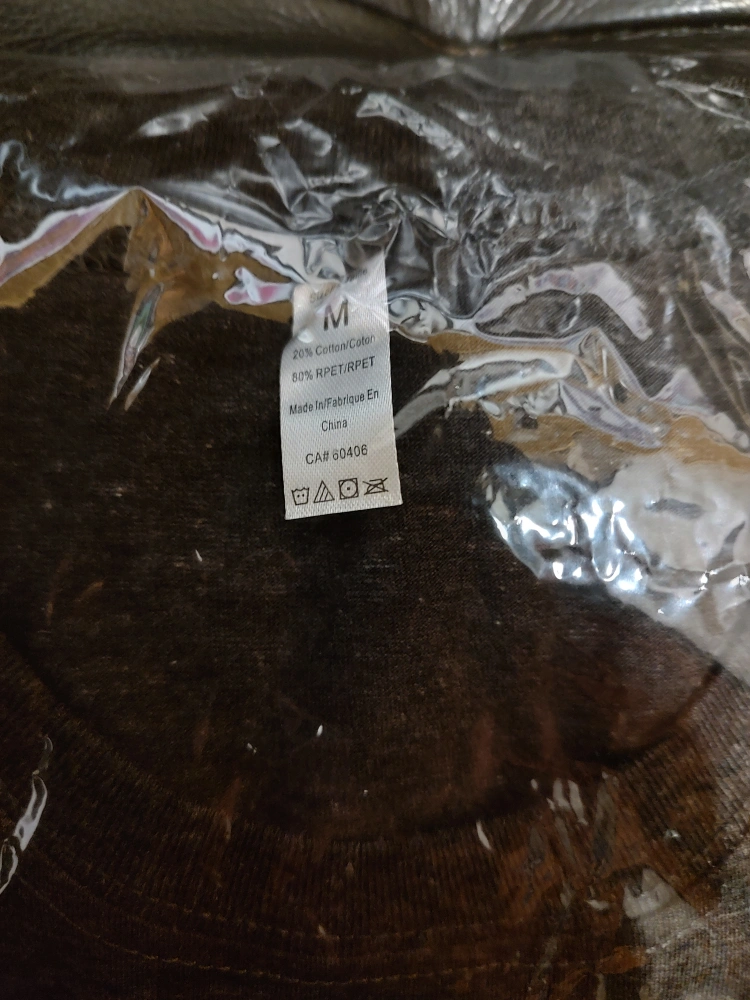 M
20% Cotton/Coton
80% RPET/RPET
Made In/Fabrique En
China
CA# 60406